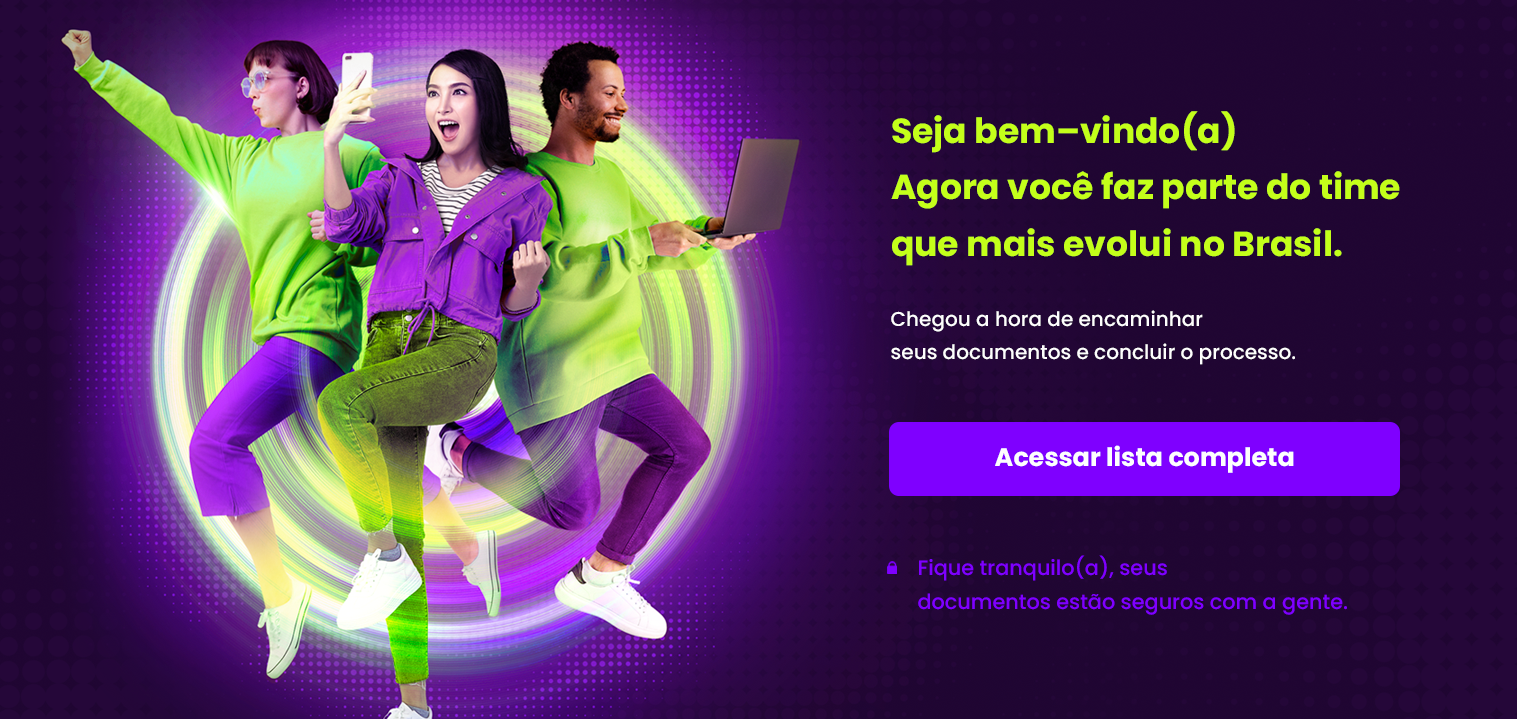 Seja bem–vindo(a)
Agora você faz parte do time
que mais evolui no Brasil.
Chegou a hora de encaminhar
seus documentos e concluir o processo.
Acessar lista completa
Fique tranquilo(a), seus
documentos estão seguros com a gente.